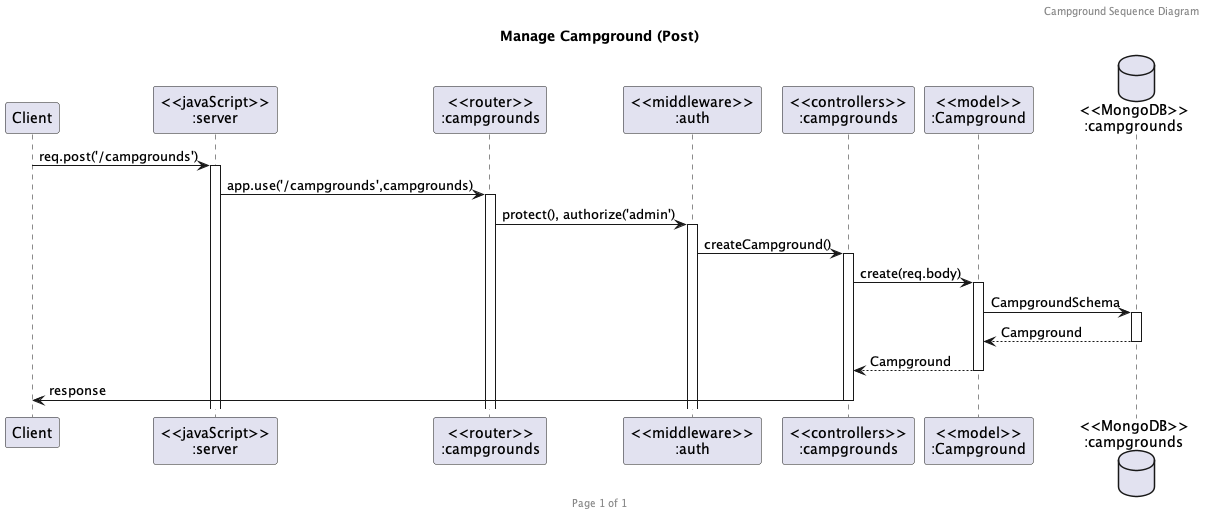 Campground Sequence Diagram
Manage Campground (Post)
Client
<<javaScript>>
:server
<<router>>
:campgrounds
<<middleware>>
:auth
<<controllers>>
:campgrounds
<<model>>
:Campground
<<MongoDB>>
:campgrounds
req.post('/campgrounds')
app.use('/campgrounds',campgrounds)
protect(), authorize('admin')
createCampground()
create(req.body)
CampgroundSchema
Campground
Campground
response
Client
<<javaScript>>
:server
<<router>>
:campgrounds
<<middleware>>
:auth
<<controllers>>
:campgrounds
<<model>>
:Campground
<<MongoDB>>
:campgrounds
Page 1 of 1